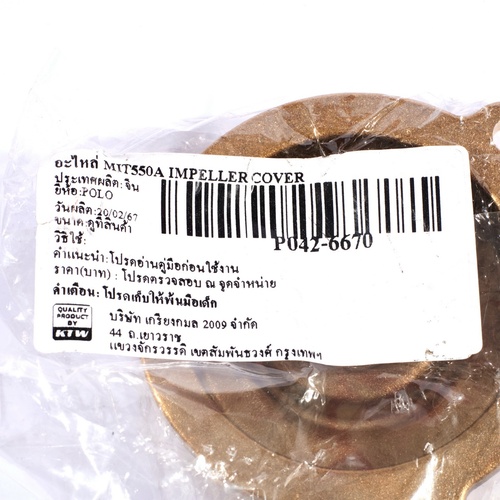 อะไหล่ MIT550A IMPELLER COVER
ประเทศผลิต: จีน
ยี่ห้อ: POLO
วันผลิต: 20/02/67
ขนาด: ดูที่สินค้า
วิธีใช้:
P042-6670
คำแนะนำ: โปรดอ่านคู่มือก่อนใช้งาน
ราคา(บาท) : โปรดตรวจสอบ ณ จุดจำหน่าย
คำเตือน: โปรดเก็บให้พ้นมือเด็ก
QUALITY PRODUCT BY KTW
บริษัท เกรียงกมล 2009 จำกัด
44 ถ.เยาวราช
แขวงจักรวรรดิ เขตสัมพันธวงศ์ กรุงเทพฯ